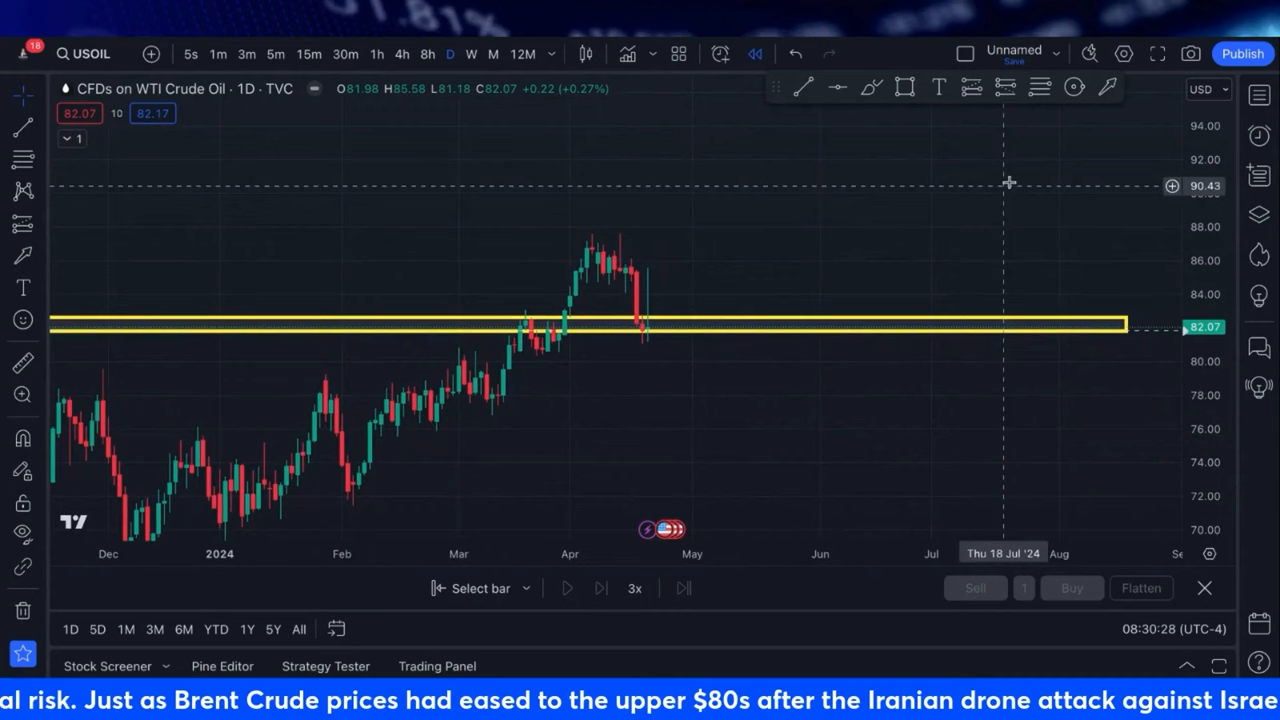 31.81%
18
USOIL
5s 1m 3m 5m 15m 30m 1h 4h 8h D W M 12M
Unnamed
Save
Publish
CFDs on WTI Crude Oil · 1D · TVC
O81.98 H85.58 L81.18 C82.07 +0.22 (+0.27%)
USD
82.07 10 82.17
1
94.00
92.00
90.43
88.00
86.00
84.00
82.07
80.00
78.00
76.00
74.00
72.00
70.00
Dec 2024 Feb Mar Apr May Jun Jul Thu 18 Jul '24 Aug Se
Select bar
3x
Sell 1 Buy Flatten
1D 5D 1M 3M 6M YTD 1Y 5Y All
08:30:28 (UTC-4)
Stock Screener Pine Editor Strategy Tester Trading Panel
al risk. Just as Brent Crude prices had eased to the upper $80s after the Iranian drone attack against Israe